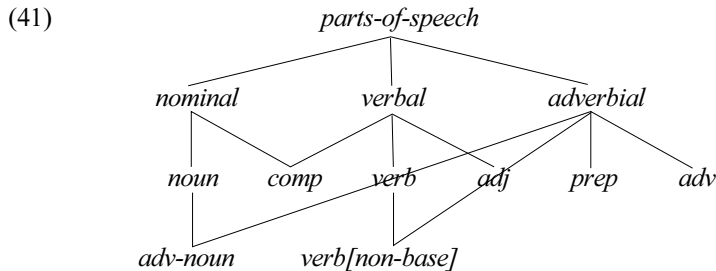 (41) parts-of-speech
nominal verbal adverbial
noun comp verb adj prep adv
adv-noun verb[non-base]